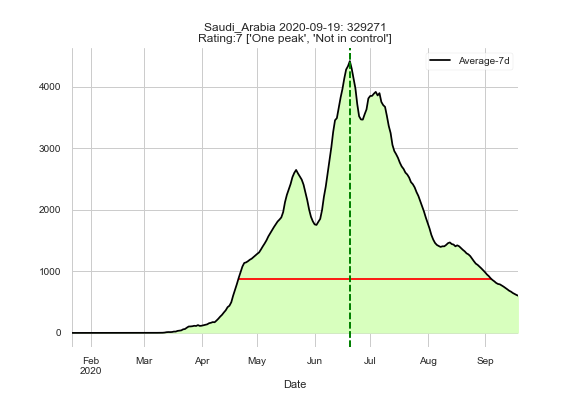 Saudi_Arabia 2020-09-19: 329271
Rating:7 ['One peak', 'Not in control']
Average-7d
4000
3000
2000
1000
0
Feb Mar Apr May Jun Jul Aug Sep
2020
Date